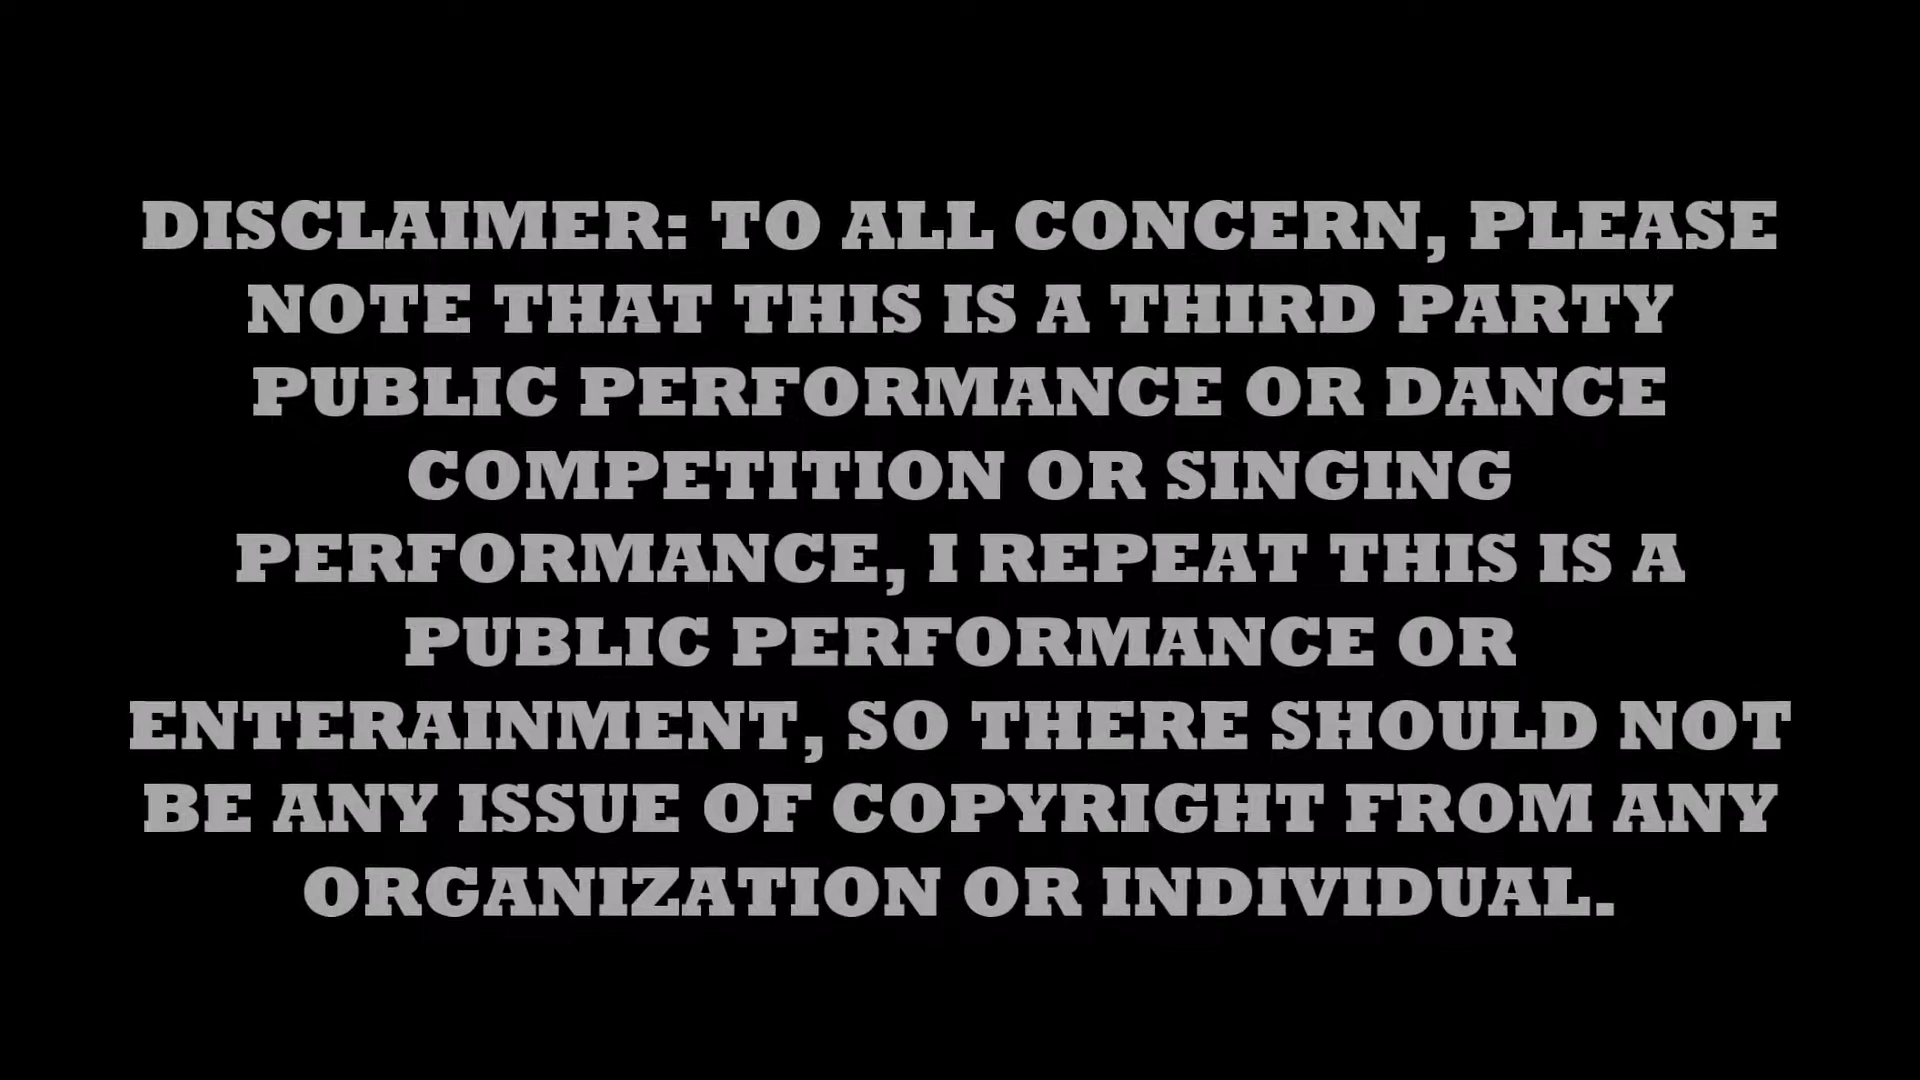 DISCLAIMER: TO ALL CONCERN, PLEASE
NOTE THAT THIS IS A THIRD PARTY
PUBLIC PERFORMANCE OR DANCE
COMPETITION OR SINGING
PERFORMANCE, I REPEAT THIS IS A
PUBLIC PERFORMANCE OR
ENTERAINMENT, SO THERE SHOULD NOT
BE ANY ISSUE OF COPYRIGHT FROM ANY
ORGANIZATION OR INDIVIDUAL.